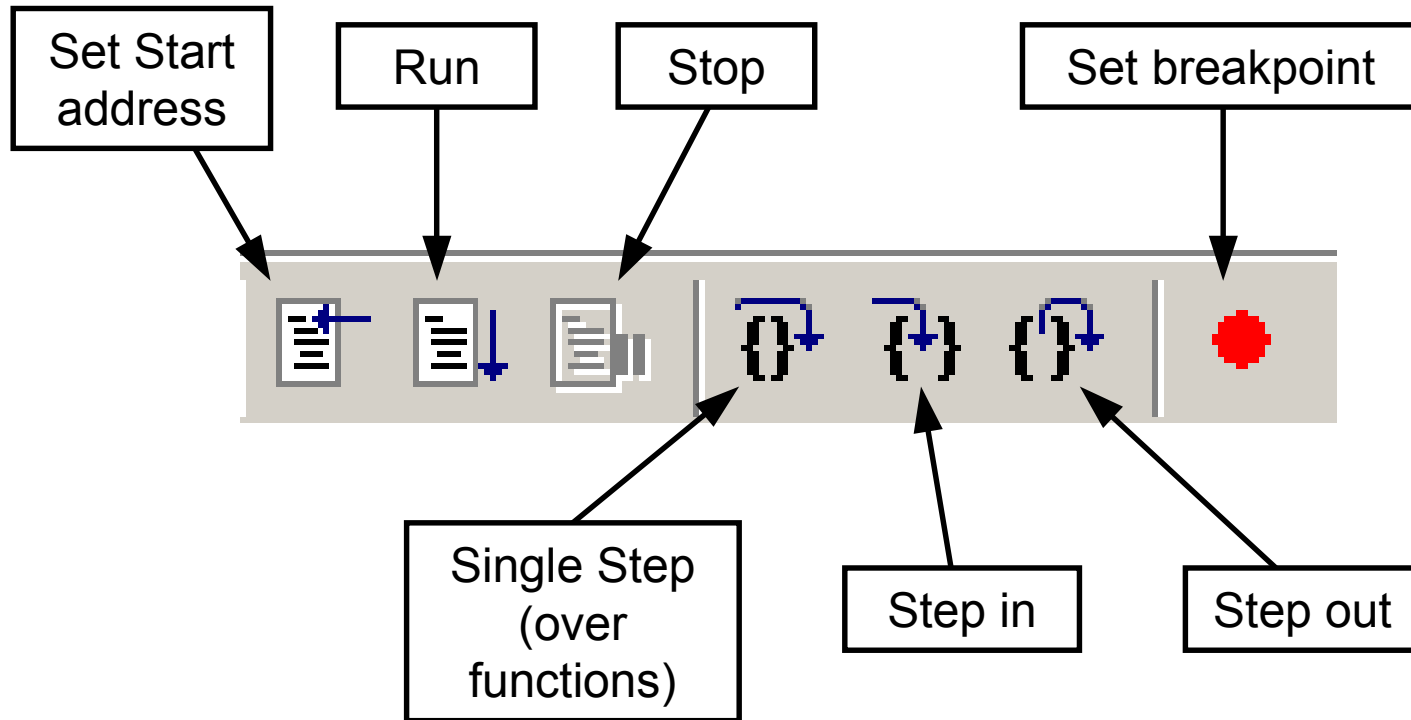 Set Start
address
Run
Stop
Set breakpoint
Single Step
(over
functions)
Step in
Step out